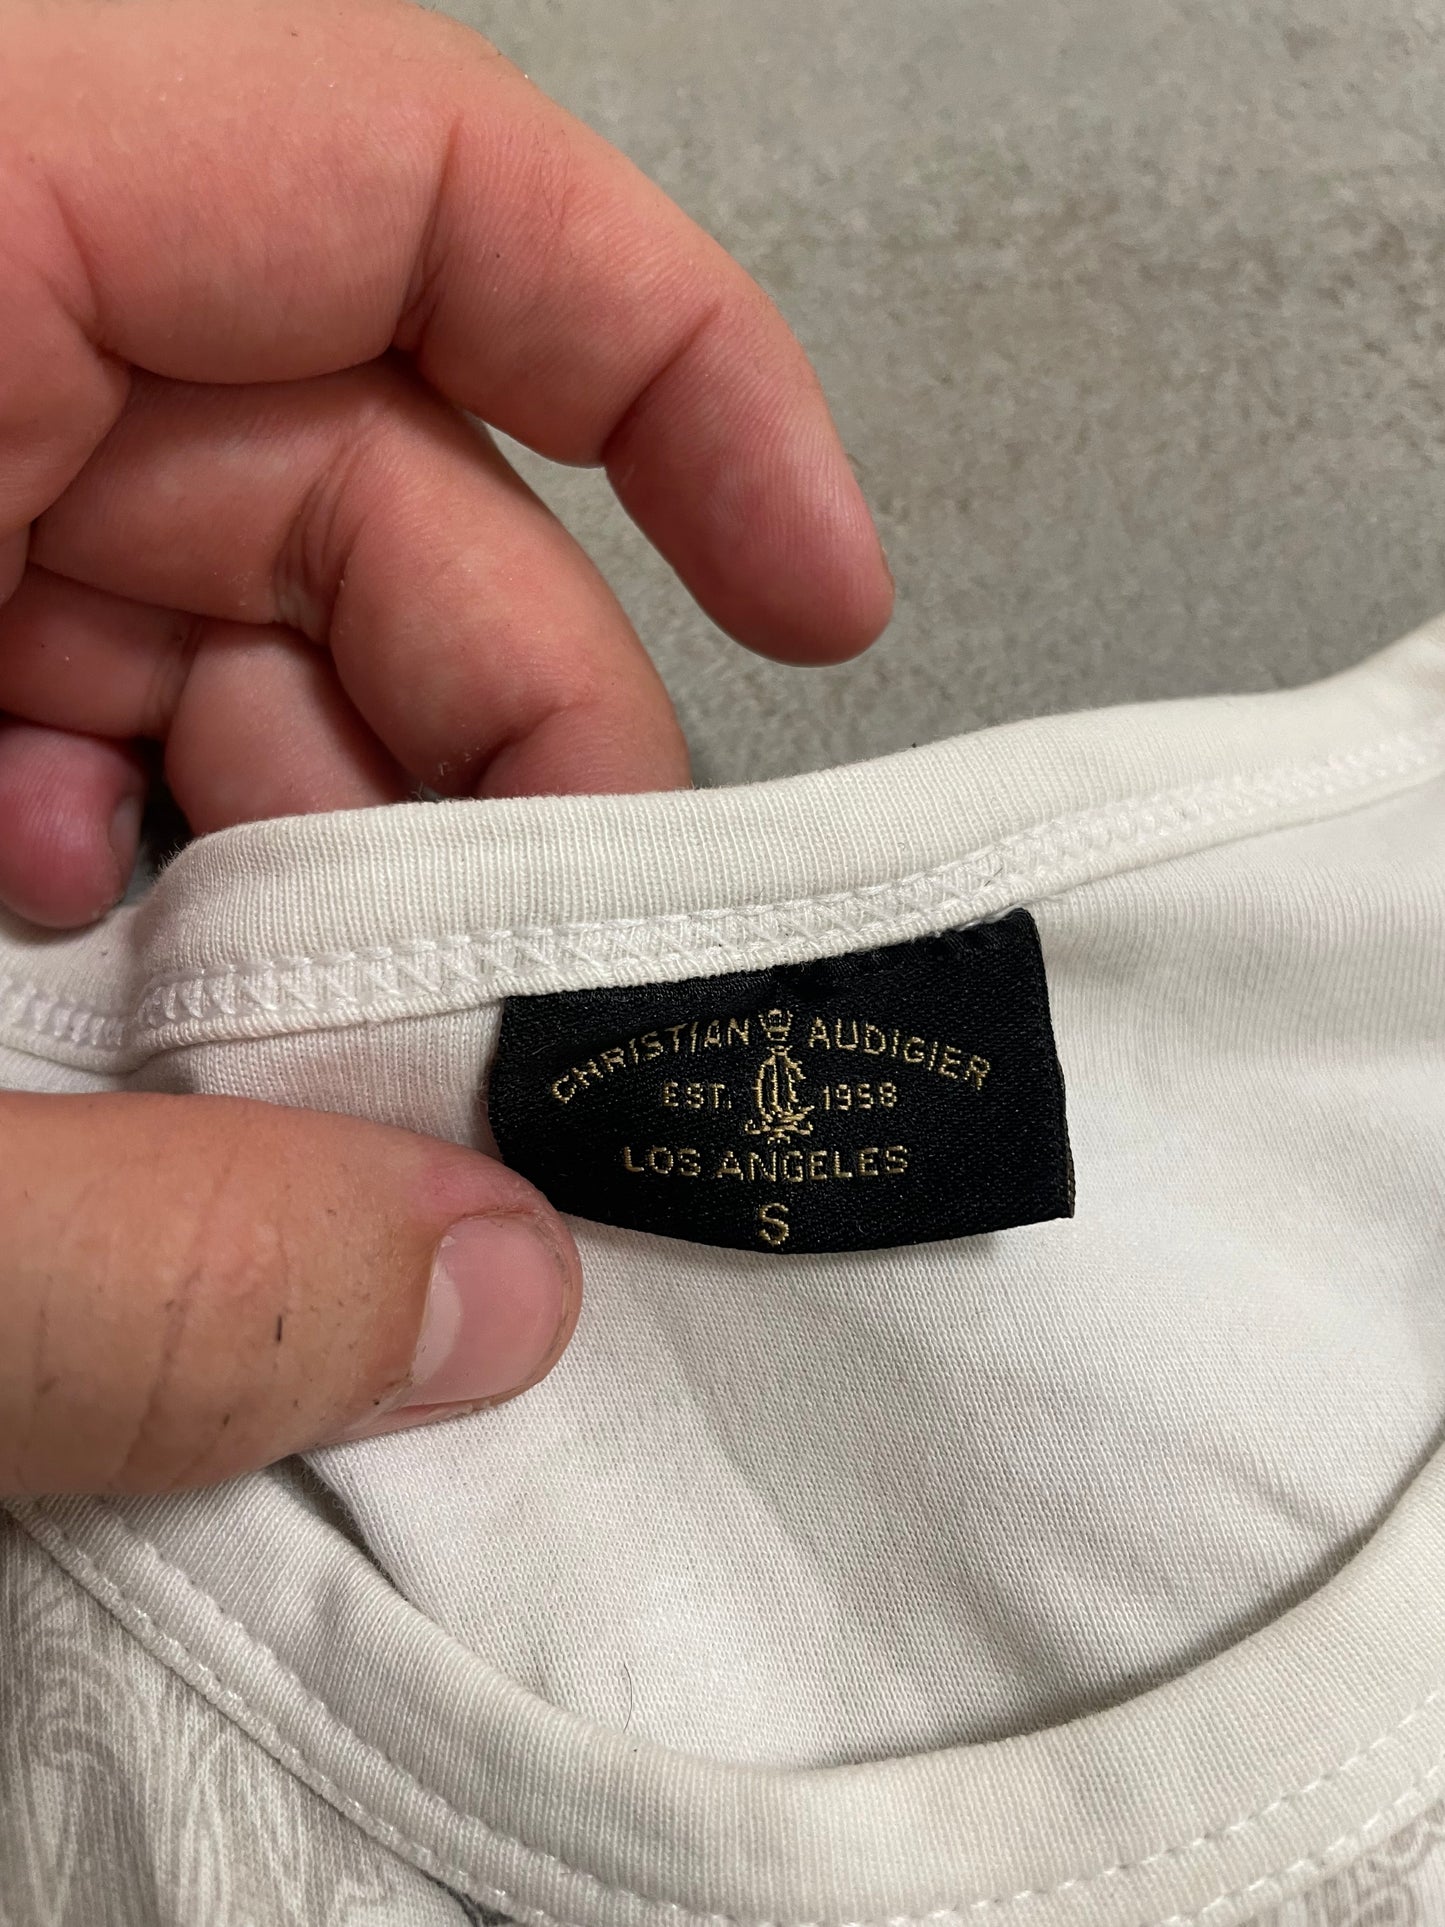 CHRISTIAN AUDIGIER
EST. 1958
LOS ANGELES
S